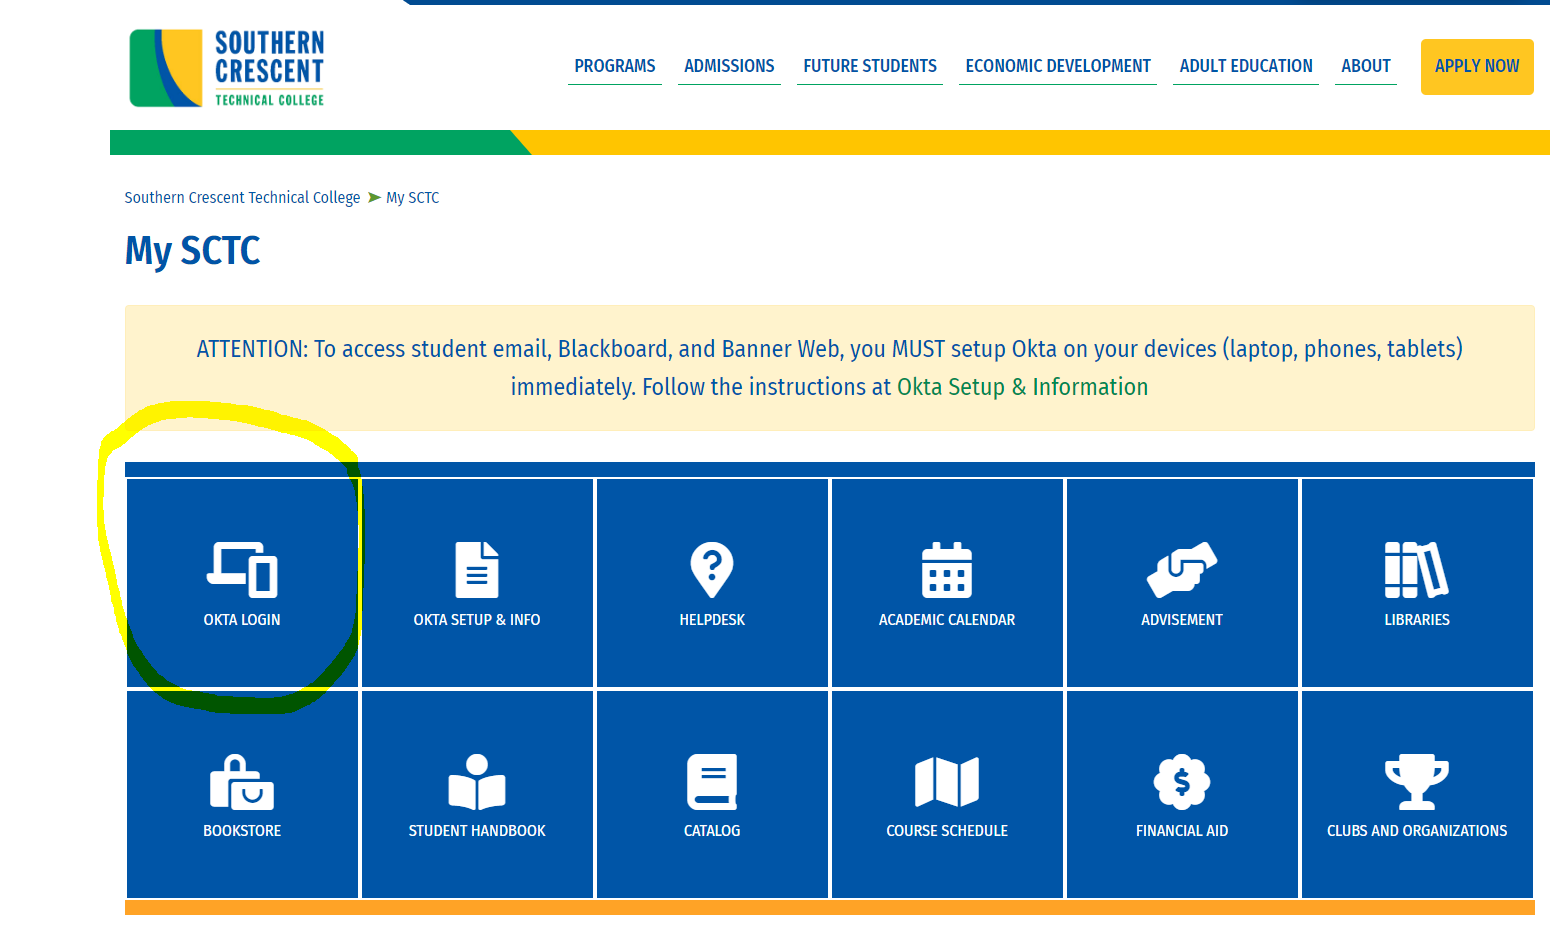 SOUTHERN
CRESCENT
TECHNICAL COLLEGE
PROGRAMS
ADMISSIONS
FUTURE STUDENTS
ECONOMIC DEVELOPMENT
ADULT EDUCATION
ABOUT
APPLY NOW
Southern Crescent Technical College ➤ My SCTC
My SCTC
ATTENTION: To access student email, Blackboard, and Banner Web, you MUST setup Okta on your devices (laptop, phones, tablets)
immediately. Follow the instructions at Okta Setup & Information
OKTA LOGIN
OKTA SETUP & INFO
HELPDESK
ACADEMIC CALENDAR
ADVISEMENT
LIBRARIES
BOOKSTORE
STUDENT HANDBOOK
CATALOG
COURSE SCHEDULE
FINANCIAL AID
CLUBS AND ORGANIZATIONS